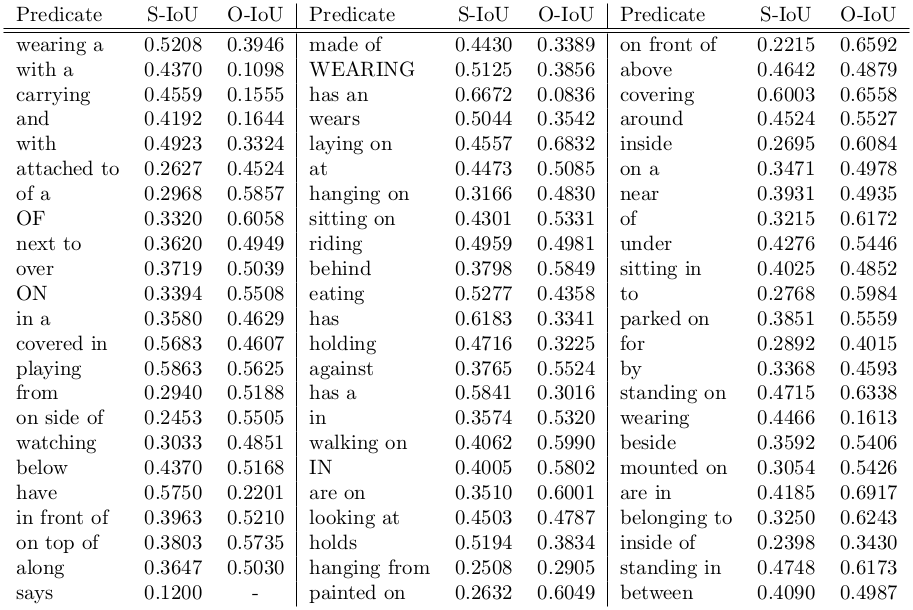 Predicate S-IoU O-IoU Predicate S-IoU O-IoU Predicate S-IoU O-IoU
wearing a 0.5208 0.3946 made of 0.4430 0.3389 on front of 0.2215 0.6592
with a 0.4370 0.1098 WEARING 0.5125 0.3856 above 0.4642 0.4879
carrying 0.4559 0.1555 has an 0.6672 0.0836 covering 0.6003 0.6558
and 0.4192 0.1644 wears 0.5044 0.3542 around 0.4524 0.5527
with 0.4923 0.3324 laying on 0.4557 0.6832 inside 0.2695 0.6084
attached to 0.2627 0.4524 at 0.4473 0.5085 on a 0.3471 0.4978
of a 0.2968 0.5857 hanging on 0.3166 0.4830 near 0.3931 0.4935
OF 0.3320 0.6058 sitting on 0.4301 0.5331 of 0.3215 0.6172
next to 0.3620 0.4949 riding 0.4959 0.4981 under 0.4276 0.5446
over 0.3719 0.5039 behind 0.3798 0.5849 sitting in 0.4025 0.4852
ON 0.3394 0.5508 eating 0.5277 0.4358 to 0.2768 0.5984
in a 0.3580 0.4629 has 0.6183 0.3341 parked on 0.3851 0.5559
covered in 0.5683 0.4607 holding 0.4716 0.3225 for 0.2892 0.4015
playing 0.5863 0.5625 against 0.3765 0.5524 by 0.3368 0.4593
from 0.2940 0.5188 has a 0.5841 0.3016 standing on 0.4715 0.6338
on side of 0.2453 0.5505 in 0.3574 0.5320 wearing 0.4466 0.1613
watching 0.3033 0.4851 walking on 0.4062 0.5990 beside 0.3592 0.5406
below 0.4370 0.5168 IN 0.4005 0.5802 mounted on 0.3054 0.5426
have 0.5750 0.2201 are on 0.3510 0.6001 are in 0.4185 0.6917
in front of 0.3963 0.5210 looking at 0.4503 0.4787 belonging to 0.3250 0.6243
on top of 0.3803 0.5735 holds 0.5194 0.3834 inside of 0.2398 0.3430
along 0.3647 0.5030 hanging from 0.2508 0.2905 standing in 0.4748 0.6173
says 0.1200 - painted on 0.2632 0.6049 between 0.4090 0.4987